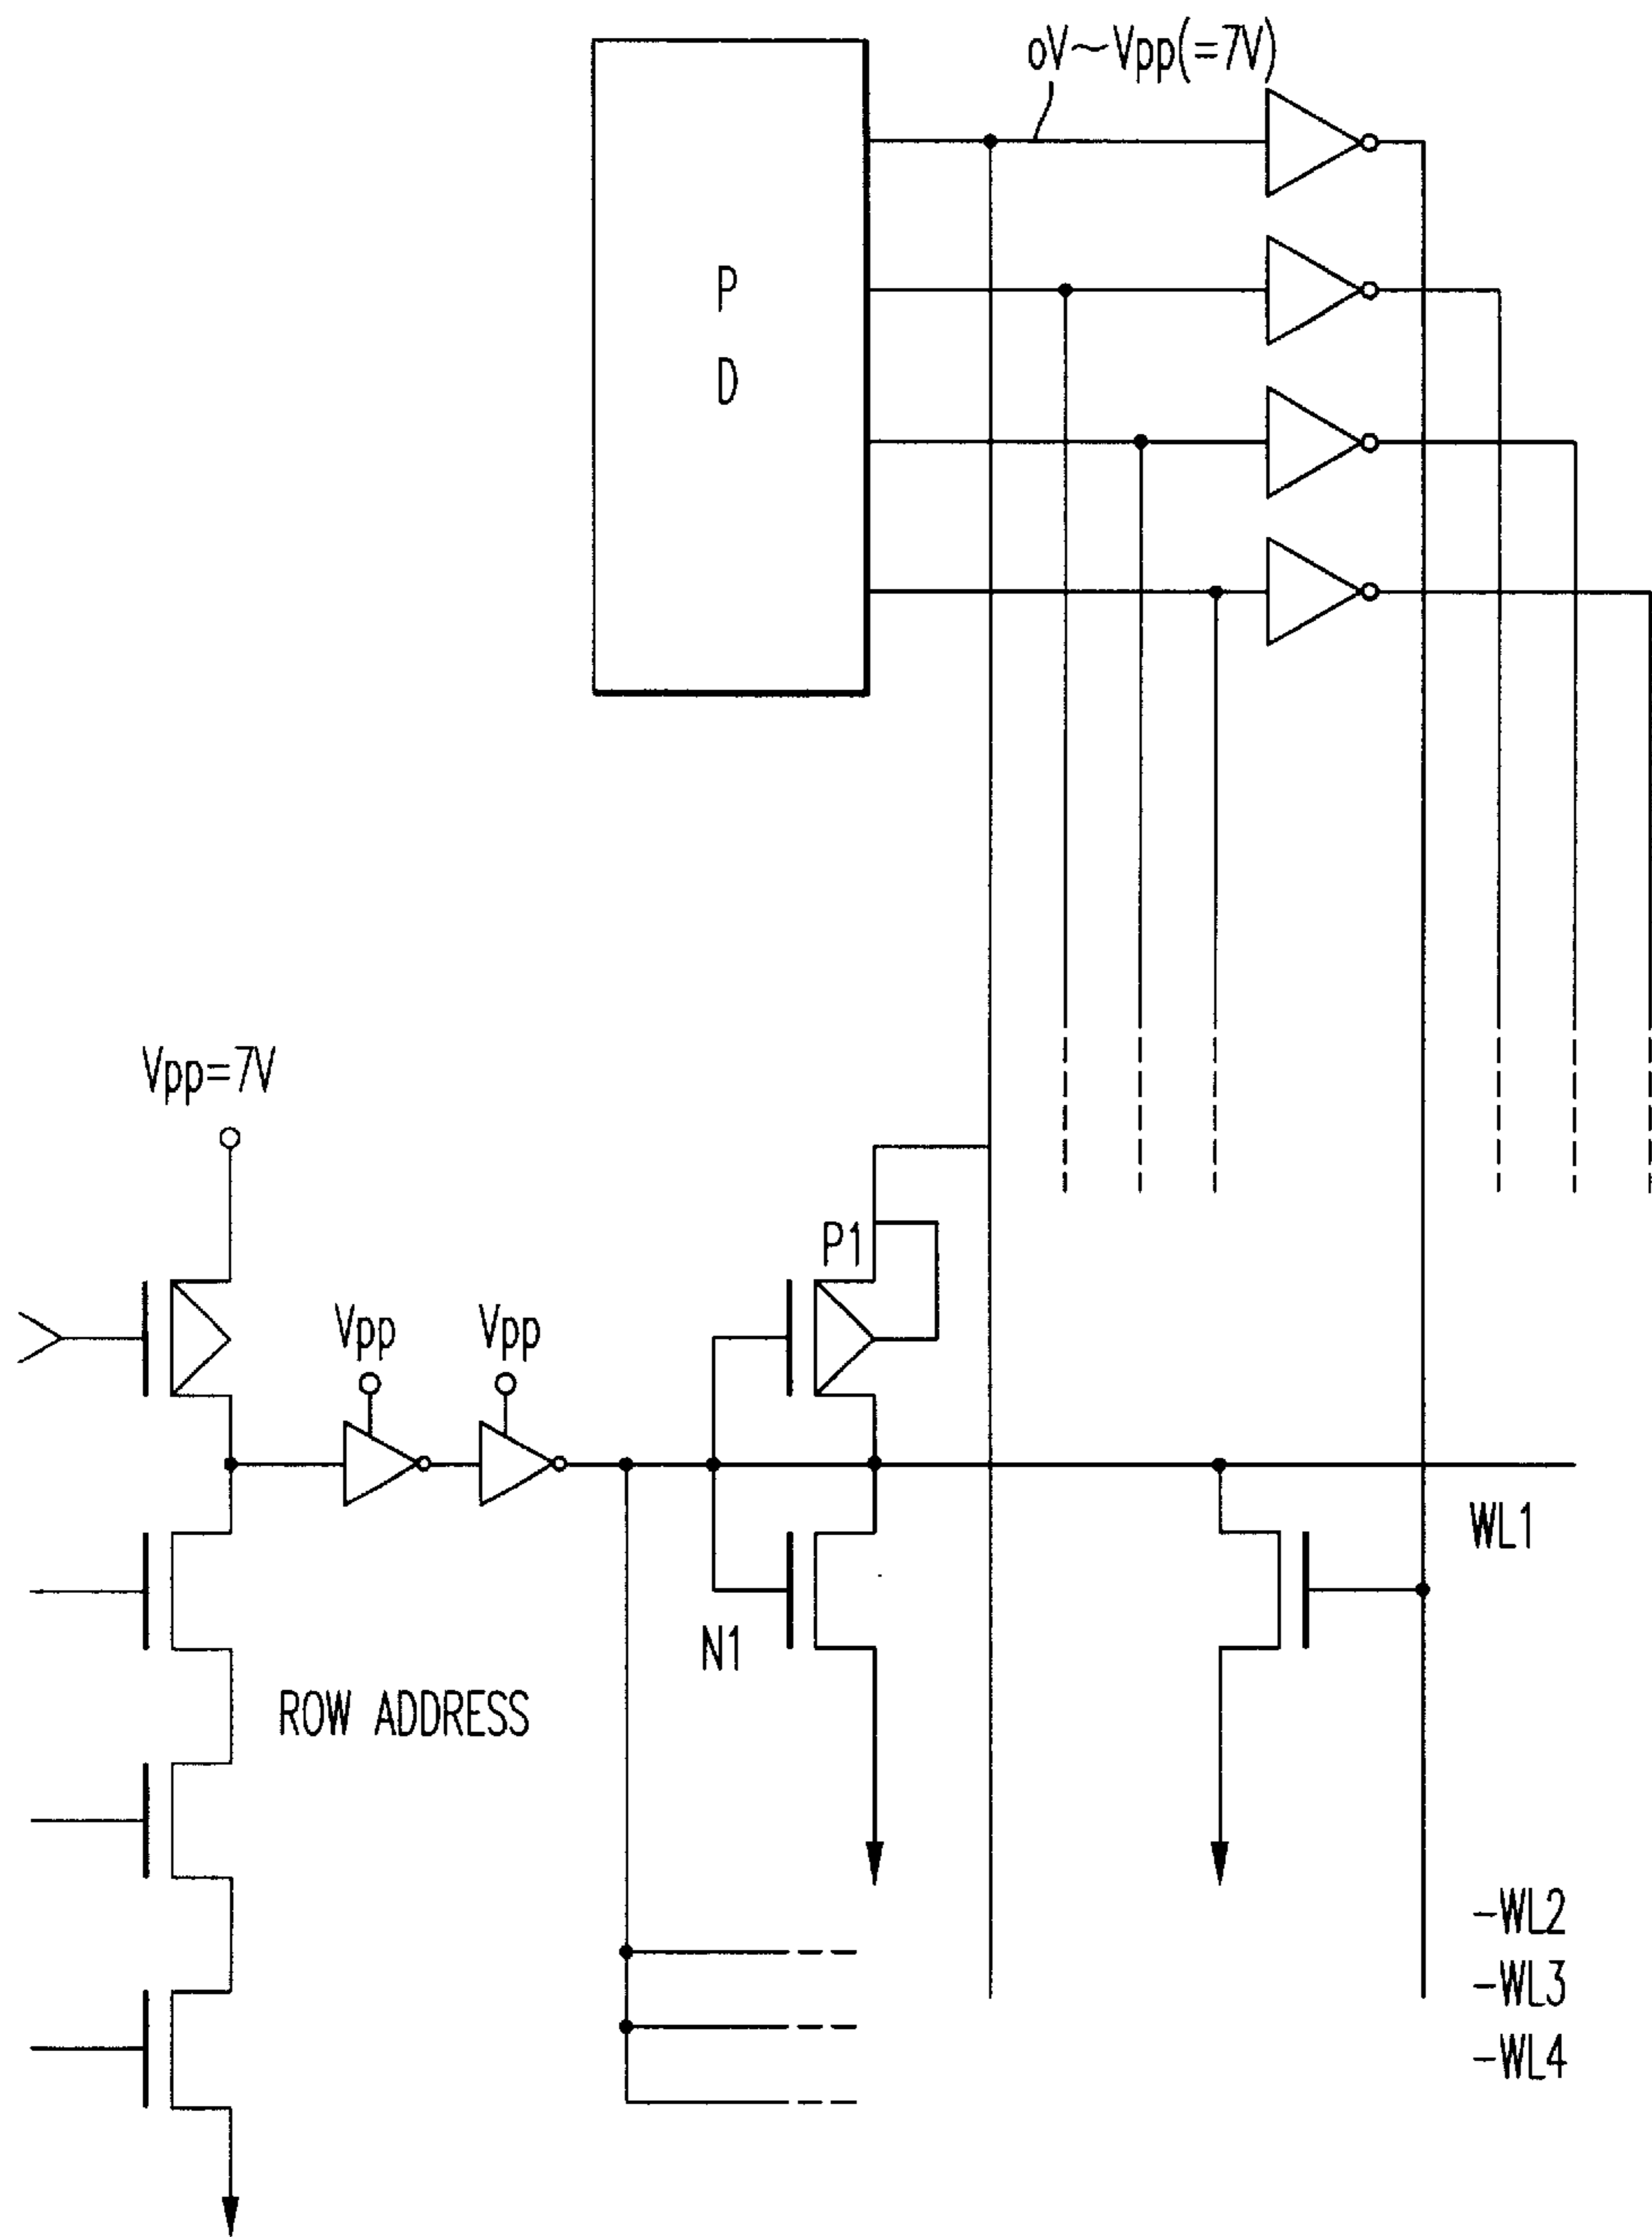 oV~Vpp(=7V)
P
D
Vpp=7V
P1
Vpp Vpp
WL1
N1
ROW ADDRESS
-WL2
-WL3
-WL4